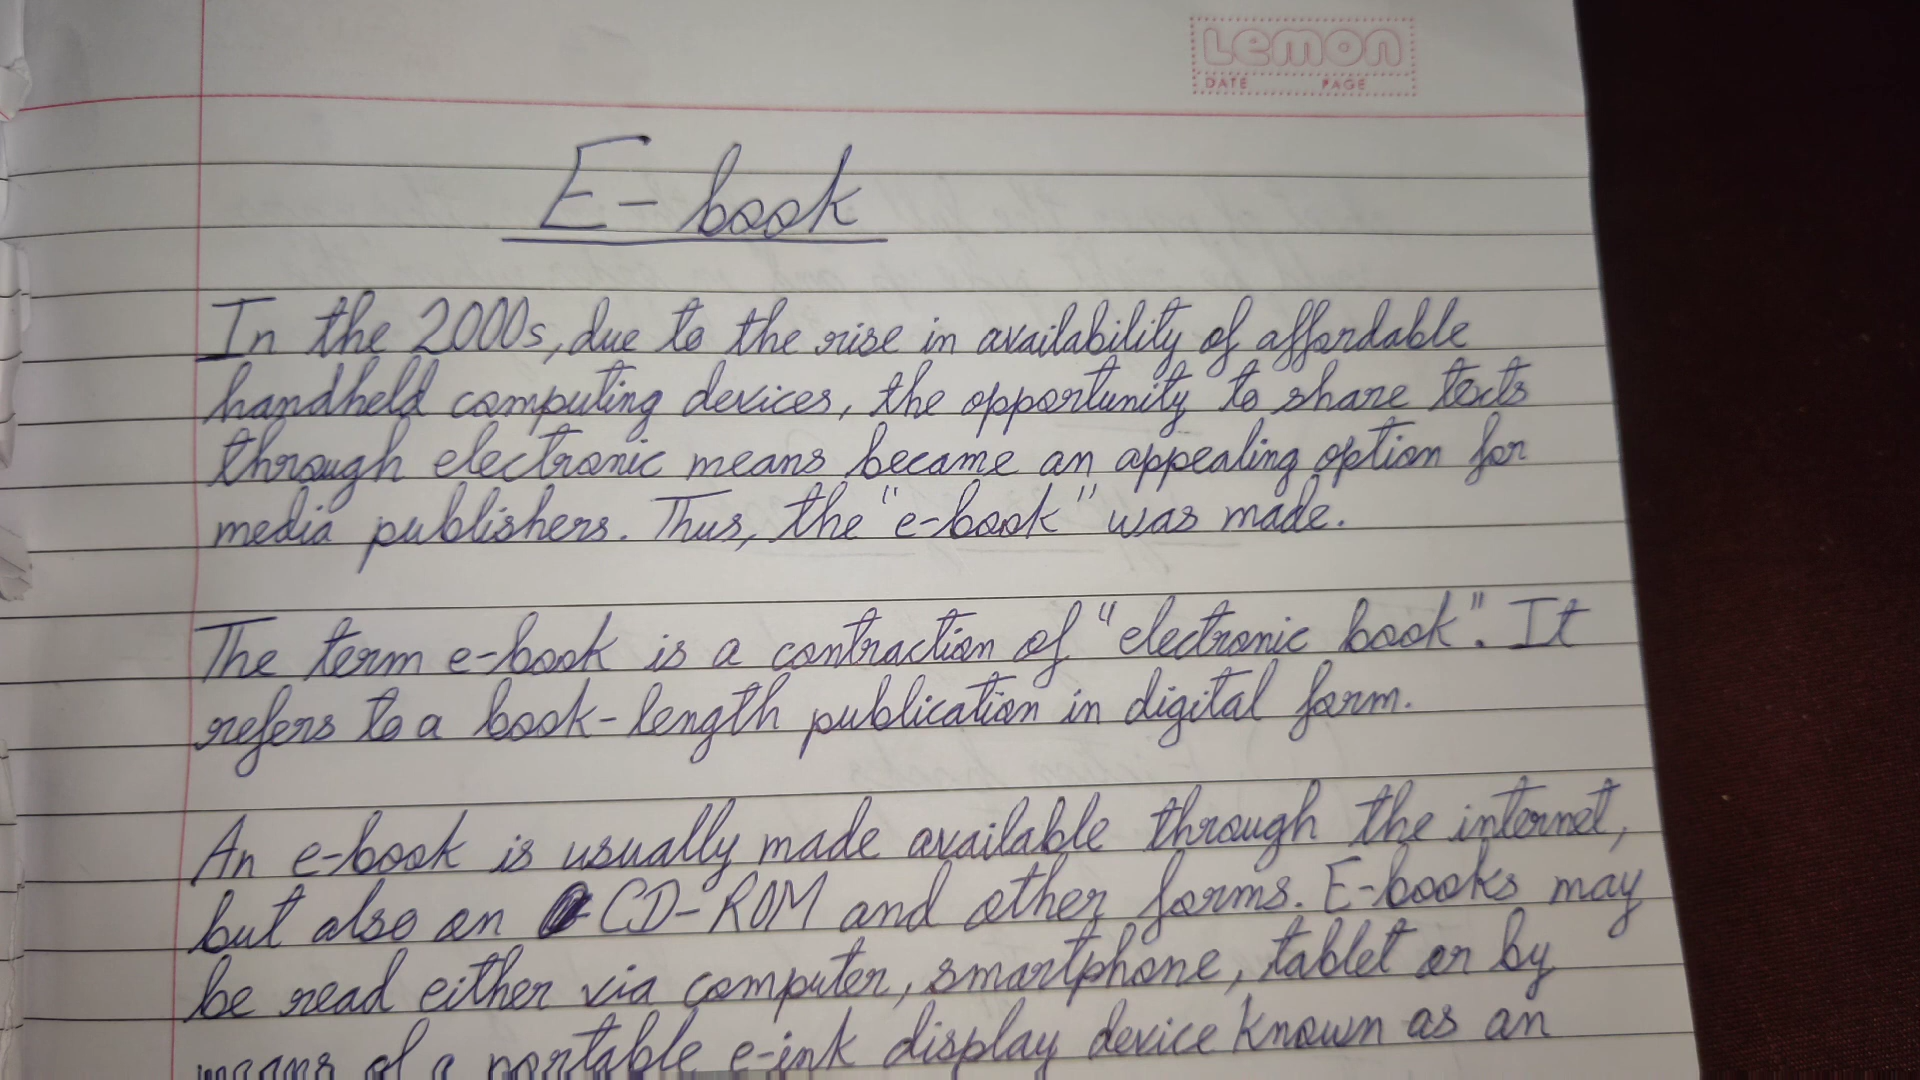 Lemon
DATE PAGE
E-book
In the 2000s, due to the rise in availability of affordable
handheld computing devices, the opportunity to share texts
through electronic means became an appealing option for
media publishers. Thus, the "e-book" was made.
The term e-book is a contraction of "electronic book". It
refers to a book-length publication in digital form.
An e-book is usually made available through the internet,
but also on CD-ROM and other forms. E-books may
be read either via computer, smartphone, tablet or by
means of a portable e-ink display device known as an